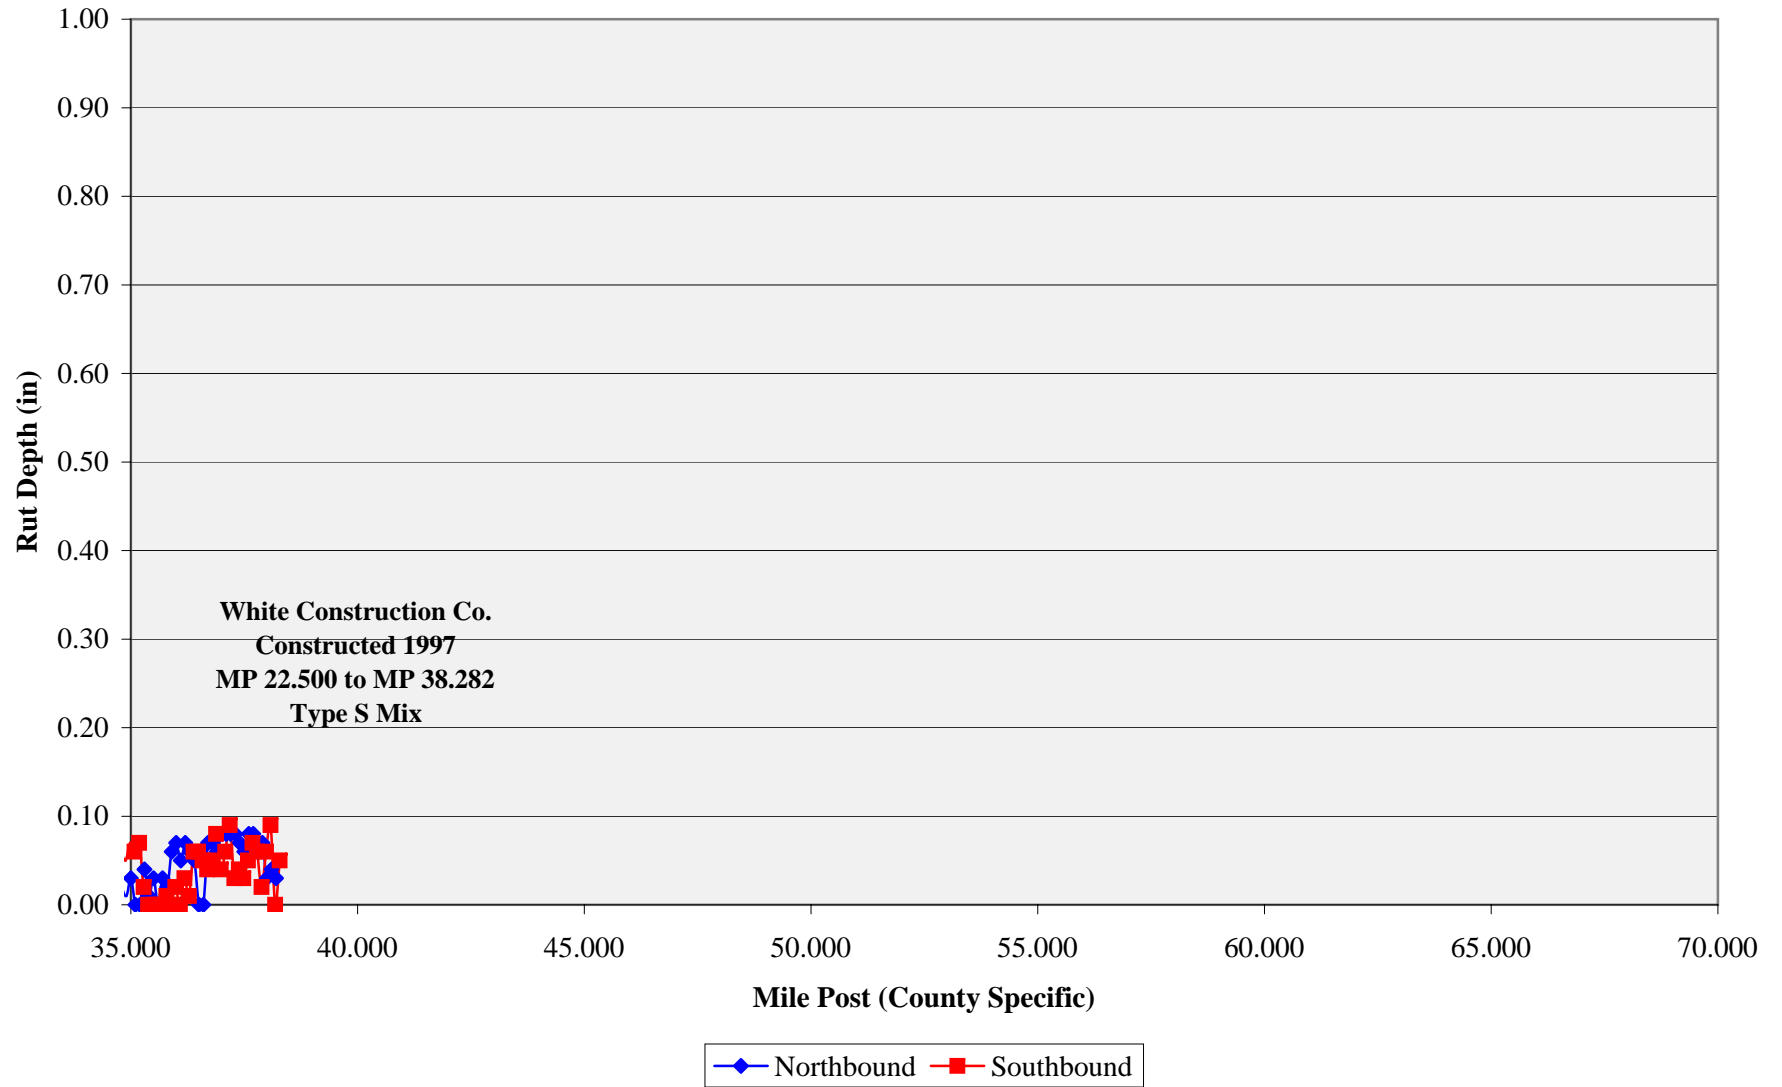 1.00
0.90
0.80
0.70
0.60
0.50
0.40
0.30
0.20
0.10
0.00
Rut Depth (in)
White Construction Co.
Constructed 1997
MP 22.500 to MP 38.282
Type S Mix
35.000 40.000 45.000 50.000 55.000 60.000 65.000 70.000
Mile Post (County Specific)
Northbound Southbound